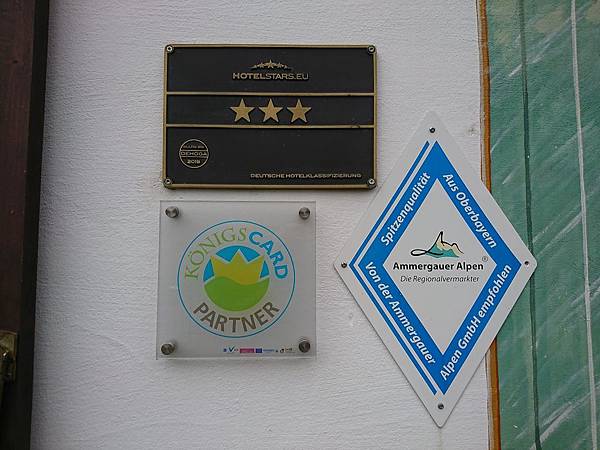 HOTELSTARS.EU
DEHOGA
2019
DEUTSCHE HOTELKLASSIFIZIERUNG
KÖNIGSCARD
PARTNER
Spitzenqualität
Aus Oberbayern
Ammergauer Alpen ®
Die Regionalvermarkter
Von der Ammergauer
Alpen GmbH empfohlen